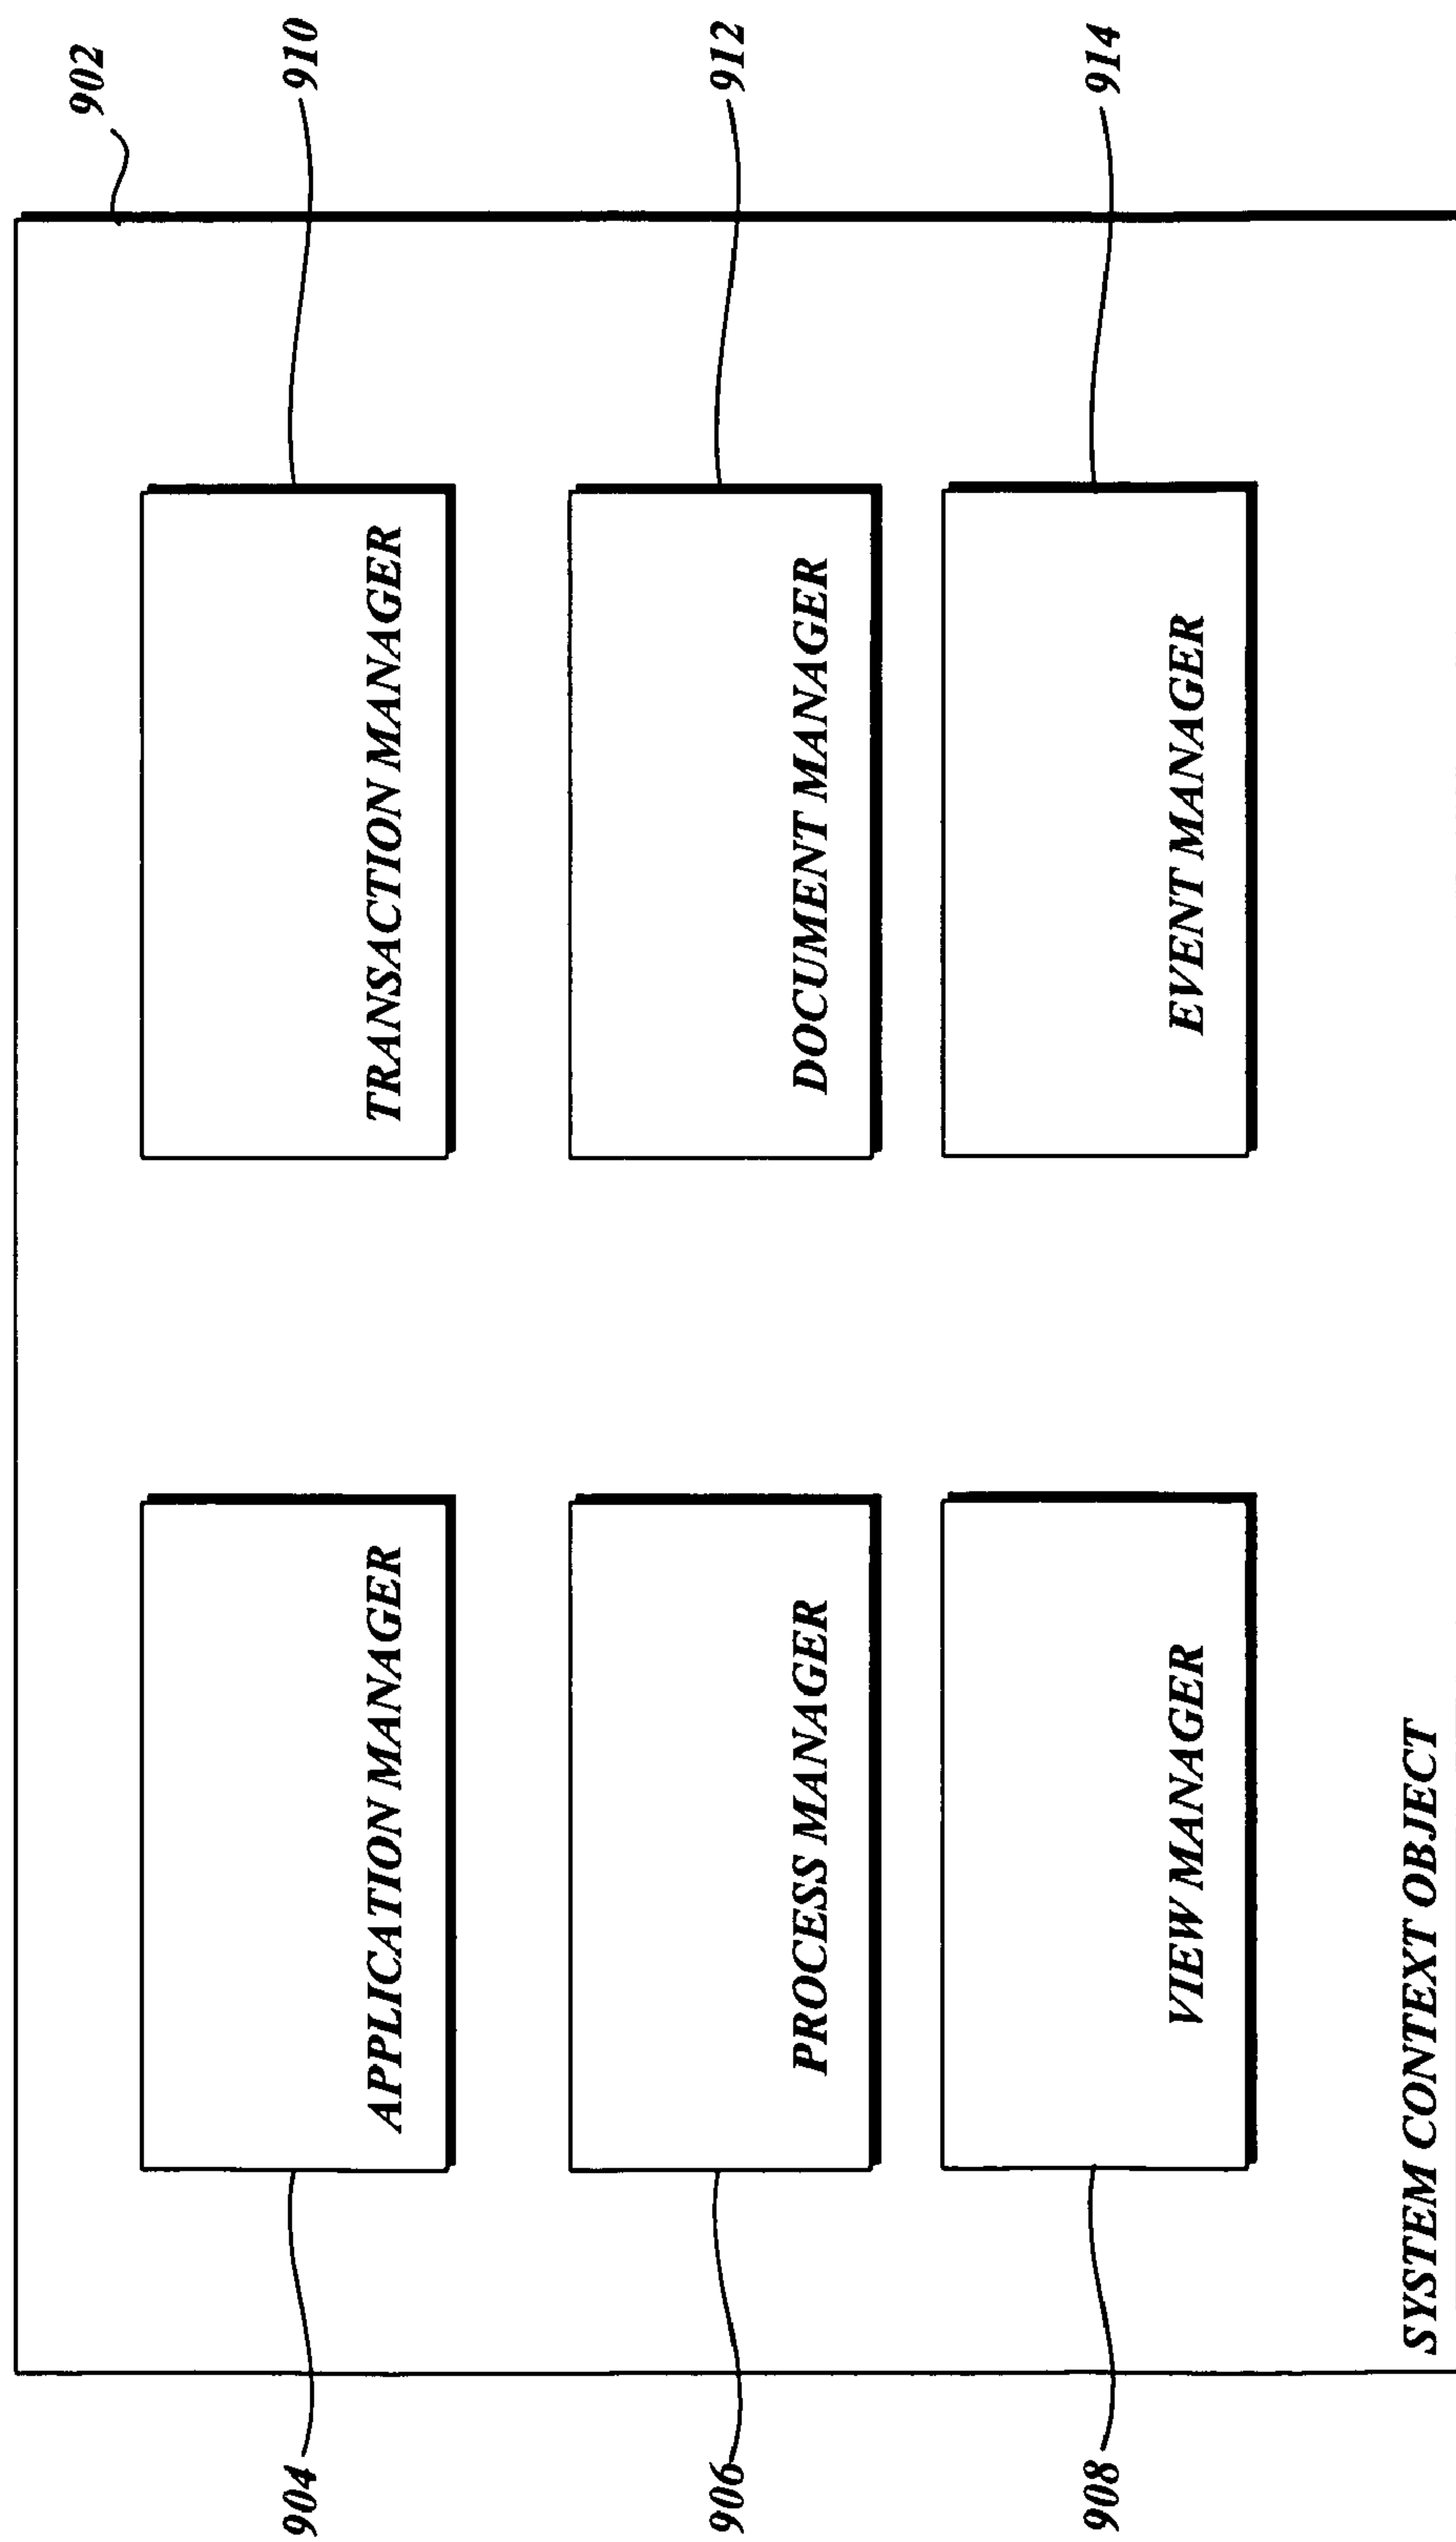 902
904
APPLICATION MANAGER
TRANSACTION MANAGER
910
906
PROCESS MANAGER
DOCUMENT MANAGER
912
908
VIEW MANAGER
EVENT MANAGER
914
SYSTEM CONTEXT OBJECT